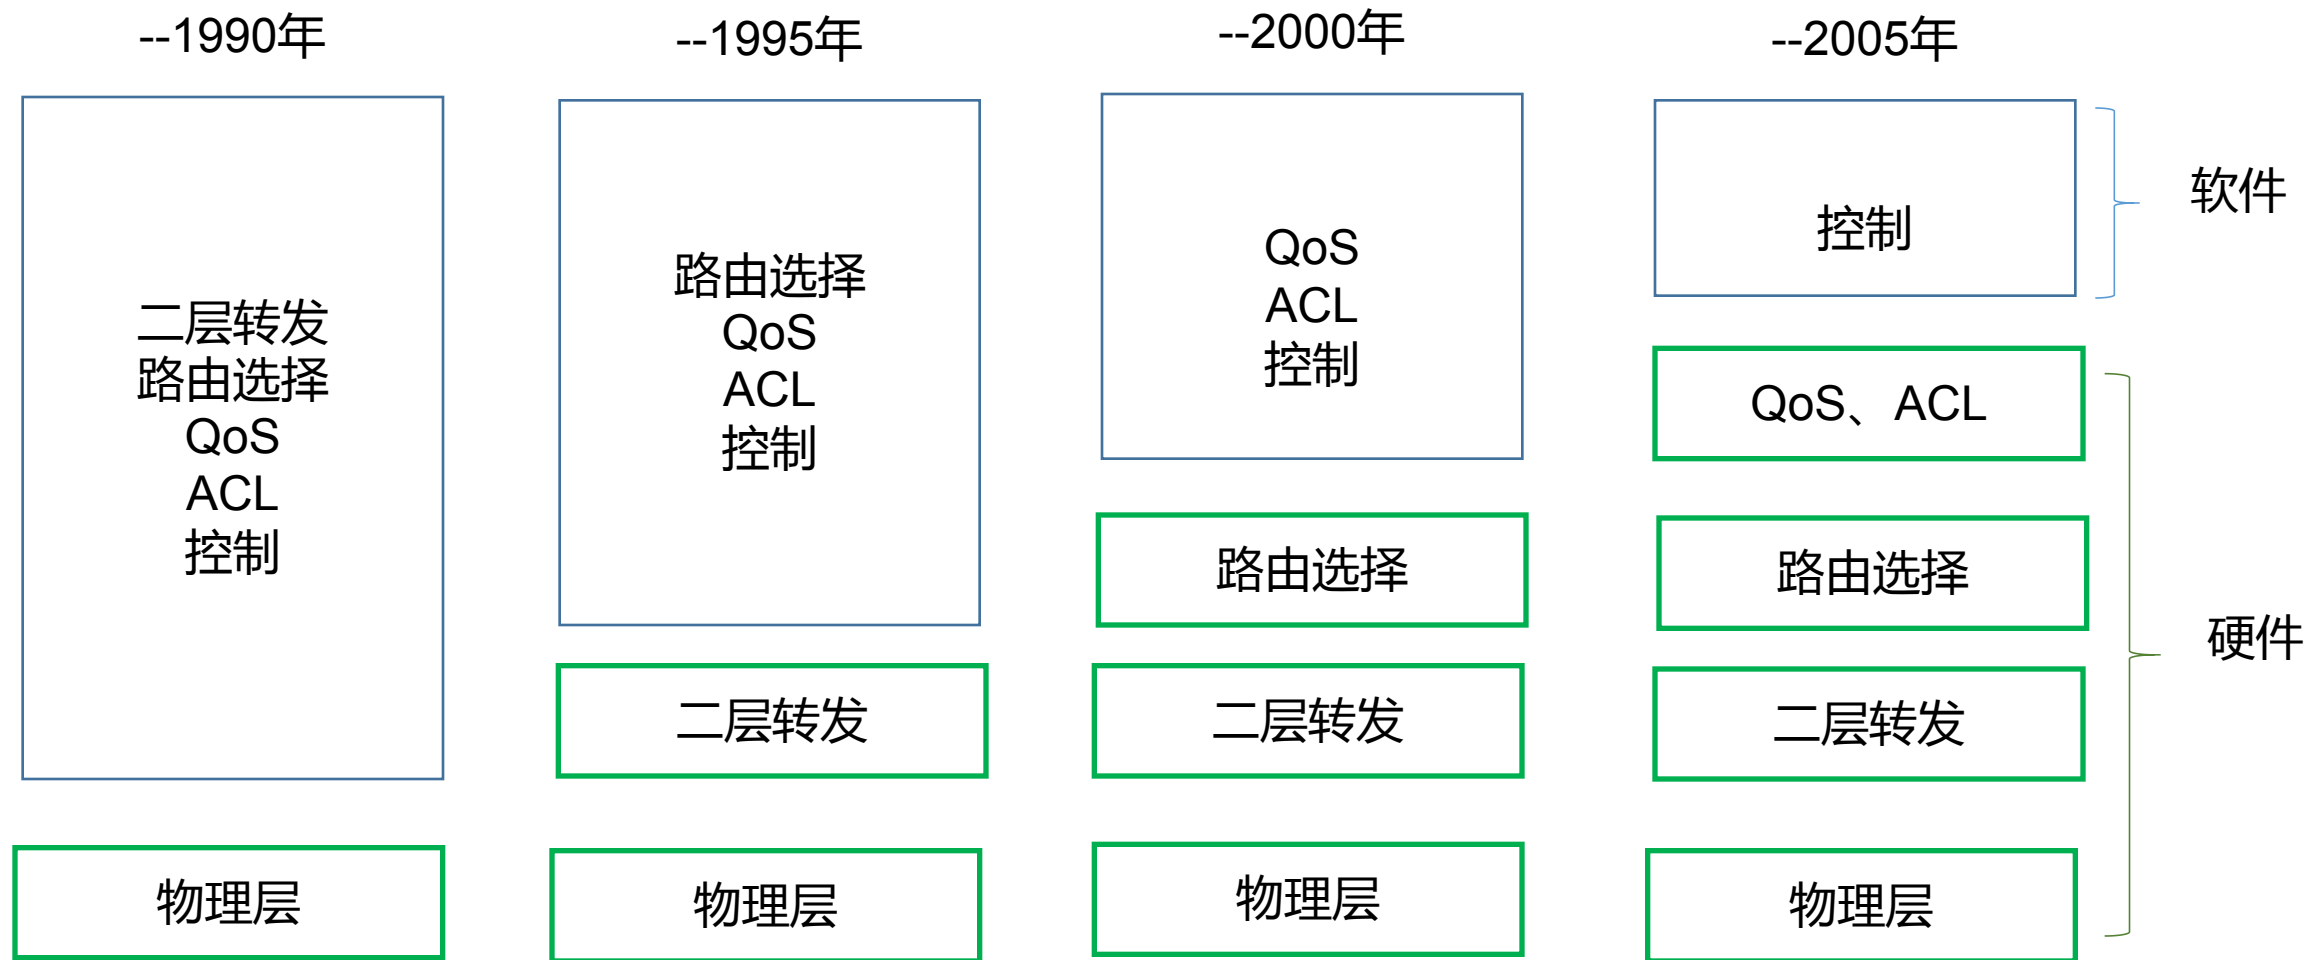 --1990年
二层转发
路由选择
QoS
ACL
控制
物理层
--1995年
路由选择
QoS
ACL
控制
二层转发
物理层
--2000年
QoS
ACL
控制
路由选择
二层转发
物理层
--2005年
控制
QoS、ACL
路由选择
二层转发
物理层
软件
硬件